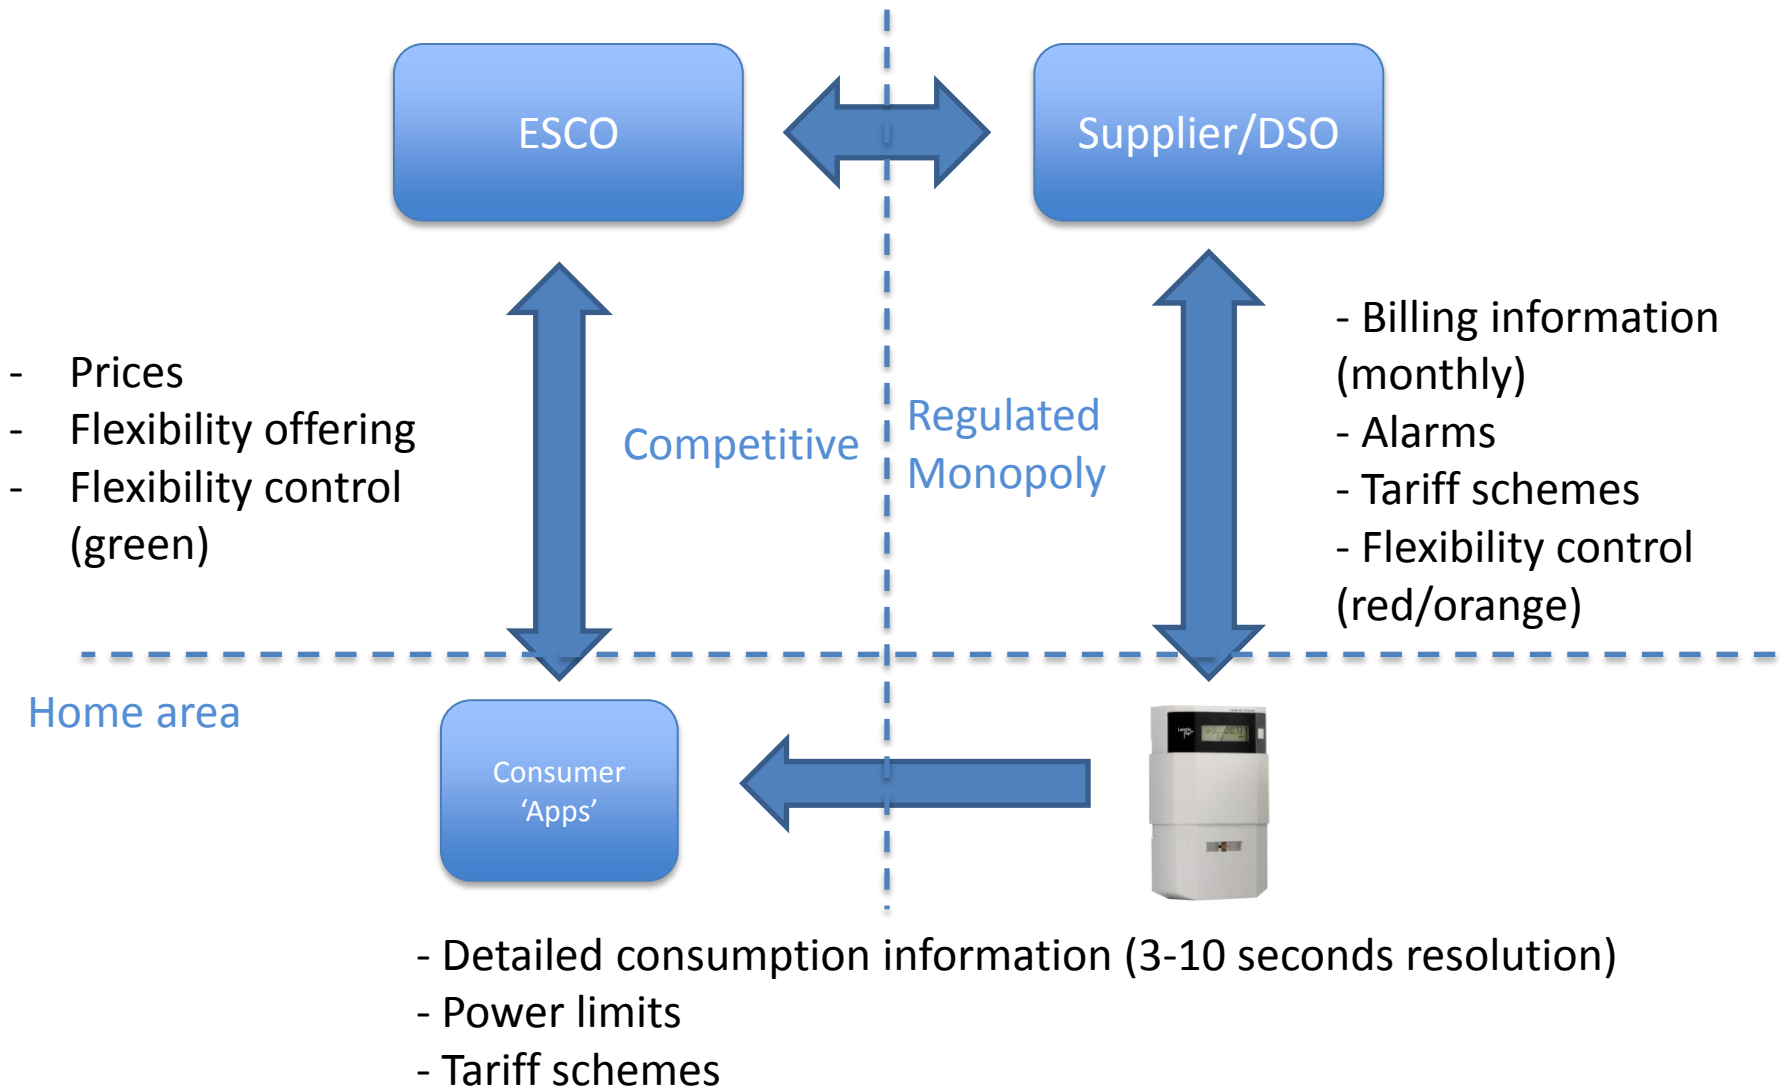 ESCO
Supplier/DSO
- Prices
- Flexibility offering
- Flexibility control
(green)
Competitive
Regulated
Monopoly
- Billing information
(monthly)
- Alarms
- Tariff schemes
- Flexibility control
(red/orange)
Home area
Consumer
‘Apps’
- Detailed consumption information (3-10 seconds resolution)
- Power limits
- Tariff schemes